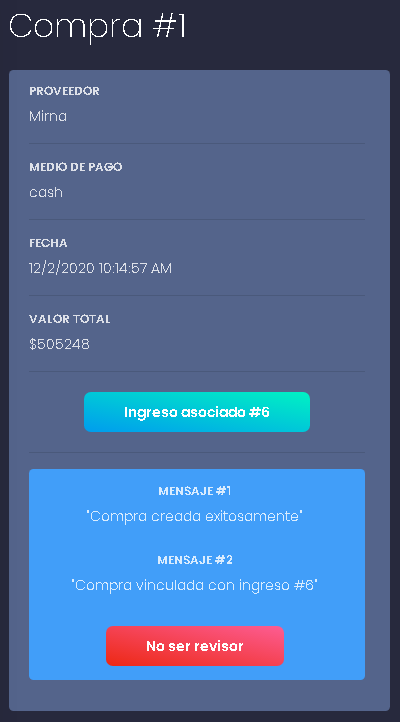 Compra #1
PROVEEDOR
Mirna
MEDIO DE PAGO
cash
FECHA
12/2/2020 10:14:57 AM
VALOR TOTAL
$505248
Ingreso asociado #6
MENSAJE #1
"Compra creada exitosamente"
MENSAJE #2
"Compra vinculada con ingreso #6"
No ser revisor